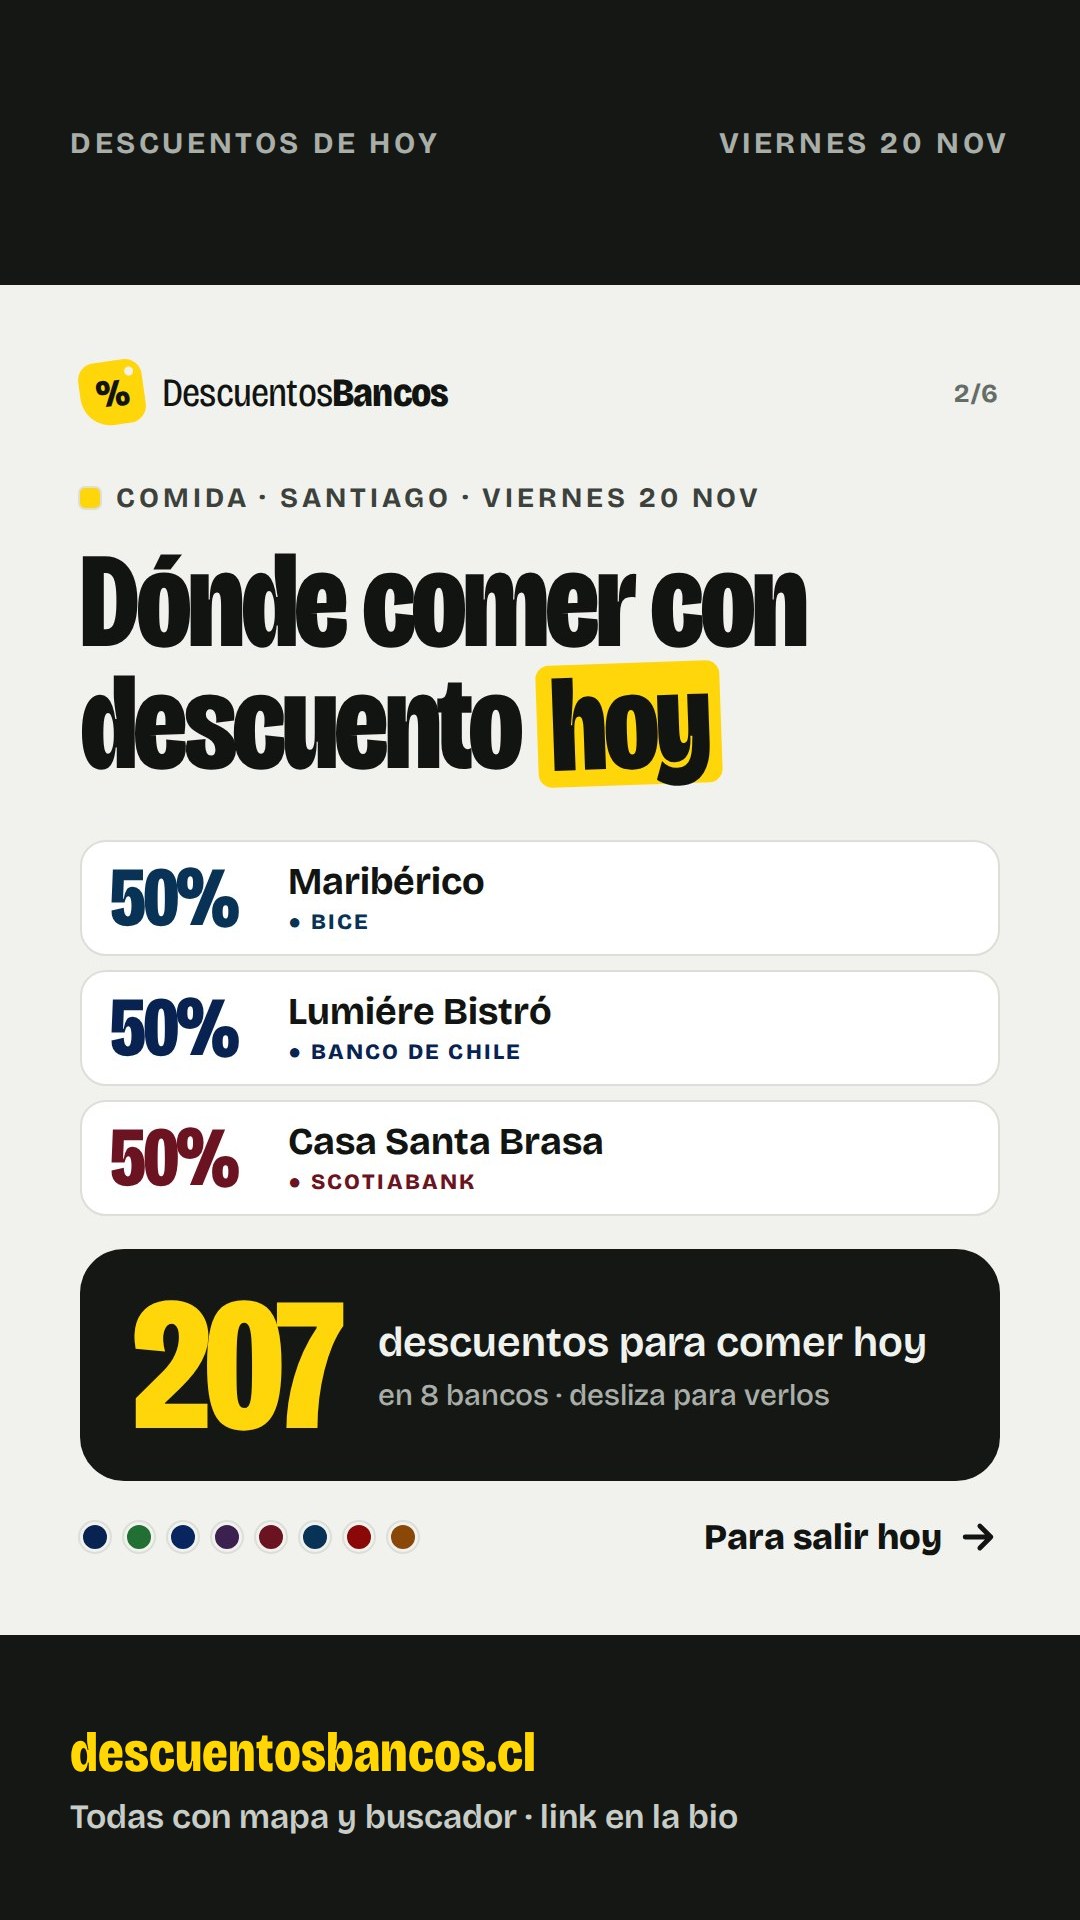 DESCUENTOS DE HOY
VIERNES 20 NOV
% DescuentosBancos
2/6
COMIDA · SANTIAGO · VIERNES 20 NOV
Dónde comer con
descuento hoy
50%
Maribérico
• BICE
50%
Lumiére Bistró
• BANCO DE CHILE
50%
Casa Santa Brasa
• SCOTIABANK
207
descuentos para comer hoy
en 8 bancos · desliza para verlos
Para salir hoy →
descuentosbancos.cl
Todas con mapa y buscador · link en la bio